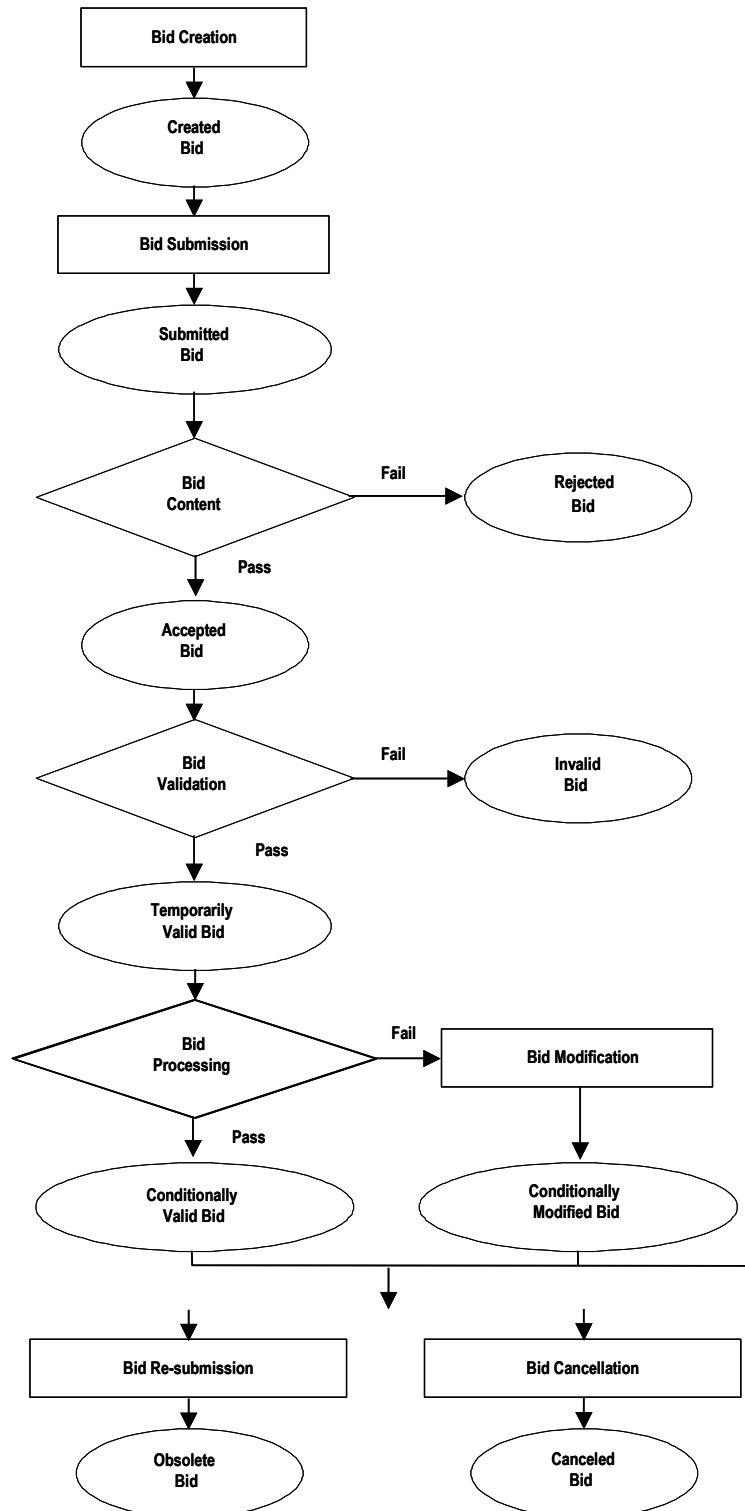 Bid Creation
Created
Bid
Bid Submission
Submitted
Bid
Bid
Content
Fail
Rejected
Bid
Pass
Accepted
Bid
Bid
Validation
Fail
Invalid
Bid
Pass
Temporarily
Valid Bid
Bid
Processing
Fail
Bid Modification
Pass
Conditionally
Valid Bid
Conditionally
Modified Bid
Bid Re-submission
Bid Cancellation
Obsolete
Bid
Canceled
Bid